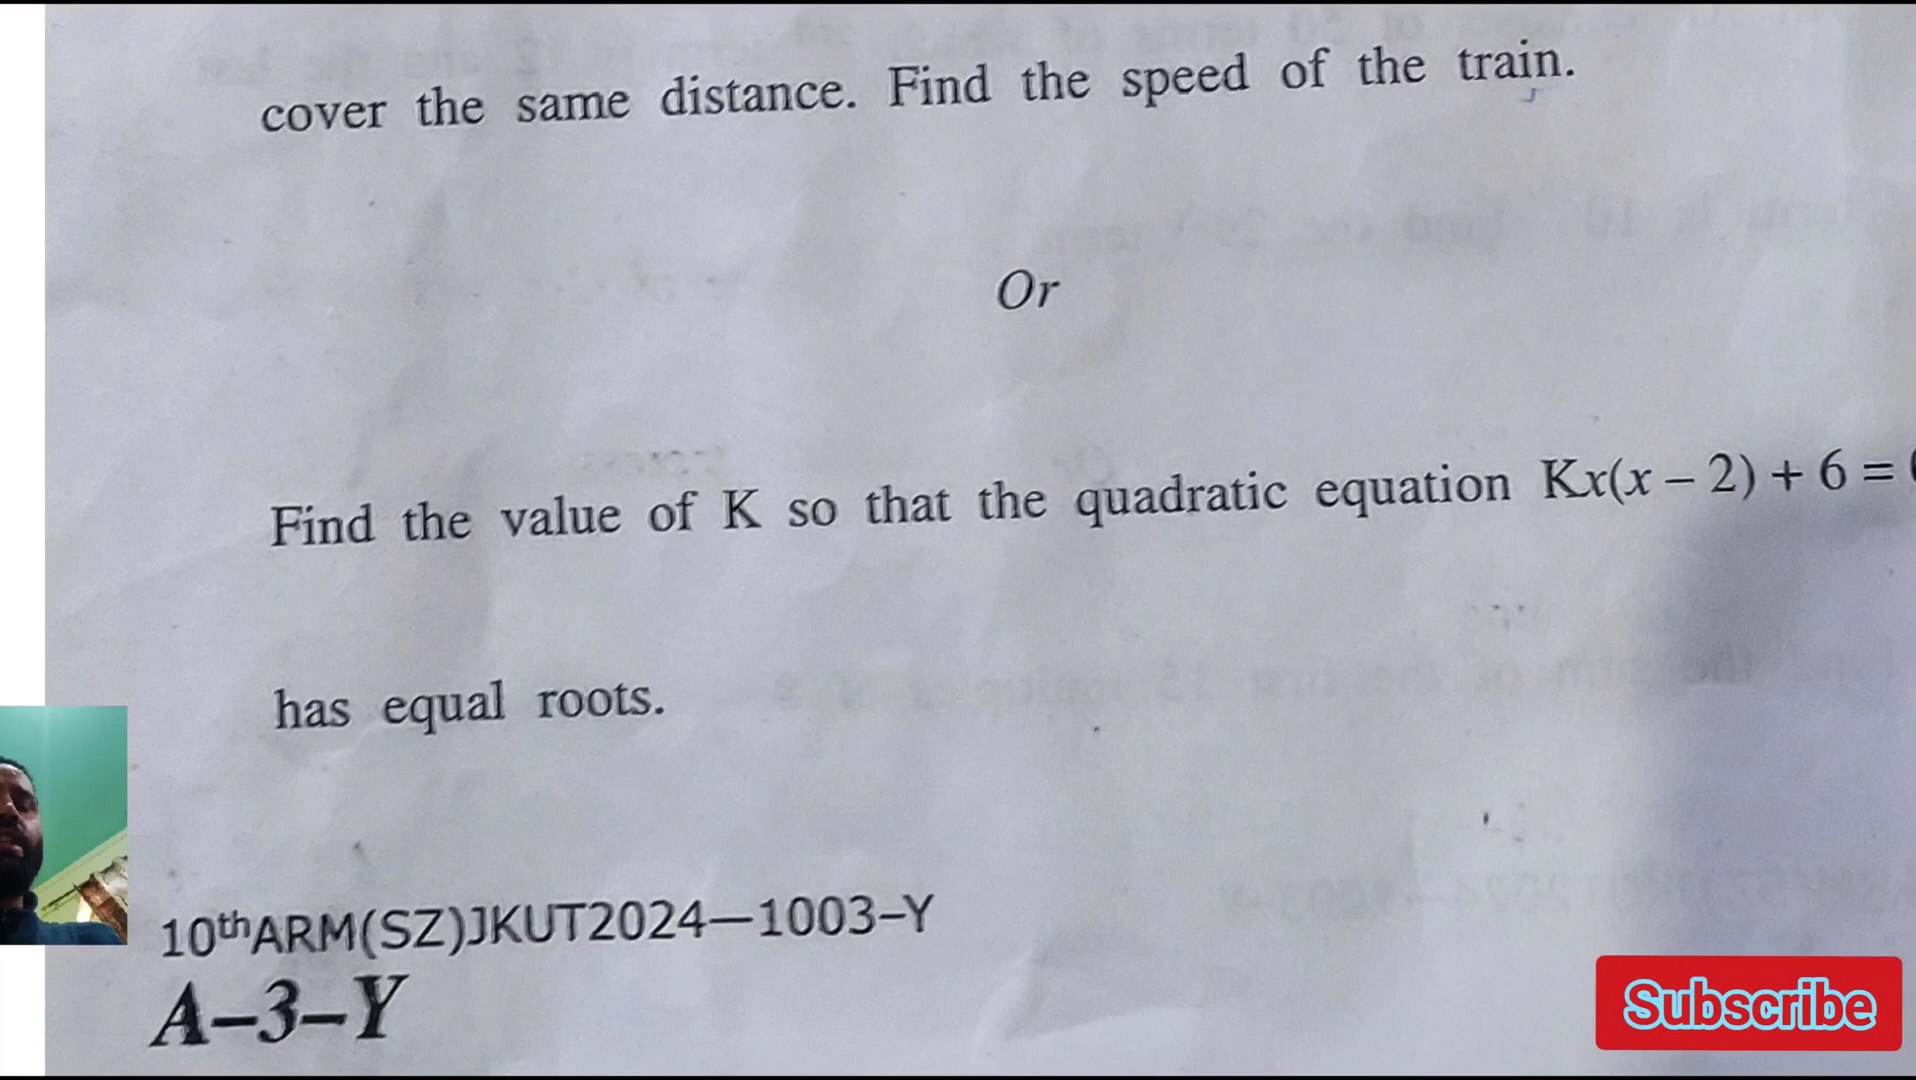 cover the same distance. Find the speed of the train.
Or
Find the value of K so that the quadratic equation Kx(x – 2) + 6 =
has equal roots.
10thARM(SZ)JKUT2024—1003–Y
A–3–Y
Subscribe